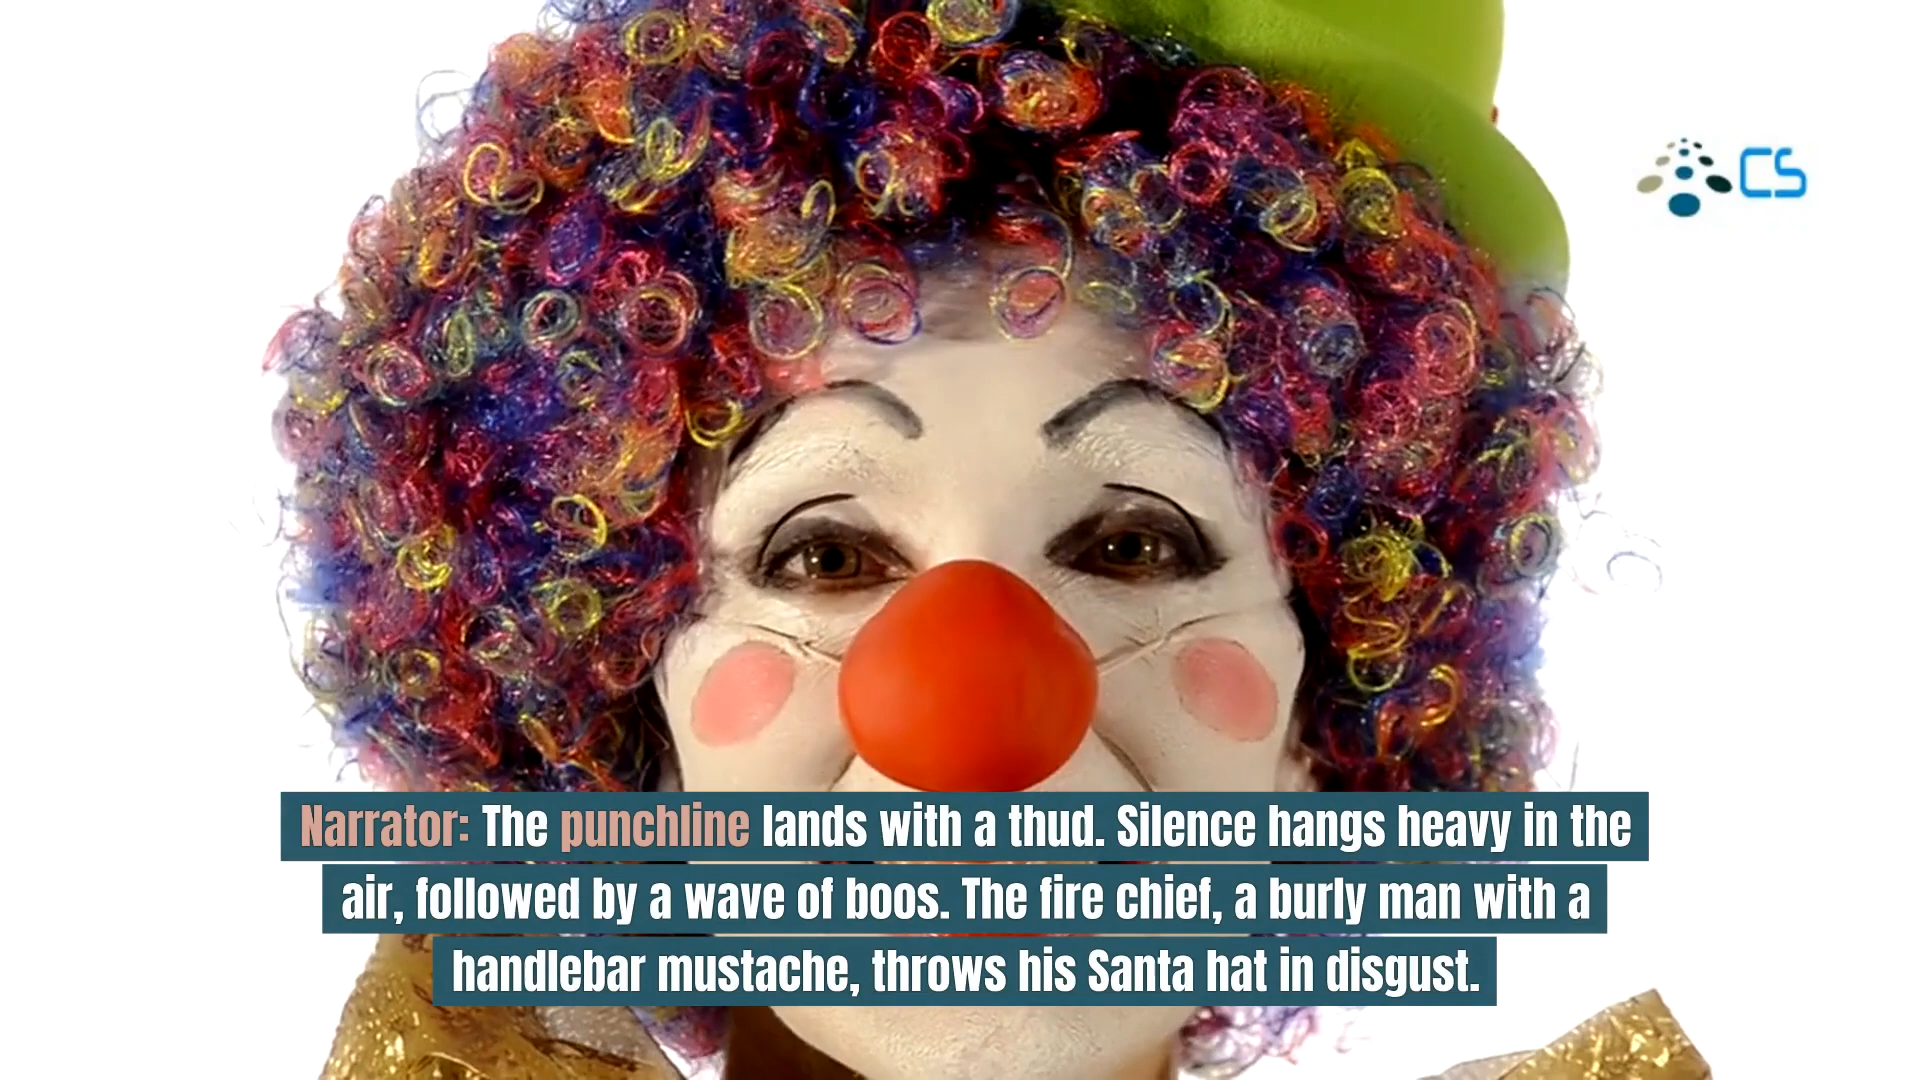 CS
Narrator: The punchline lands with a thud. Silence hangs heavy in the
air, followed by a wave of boos. The fire chief, a burly man with a
handlebar mustache, throws his Santa hat in disgust.